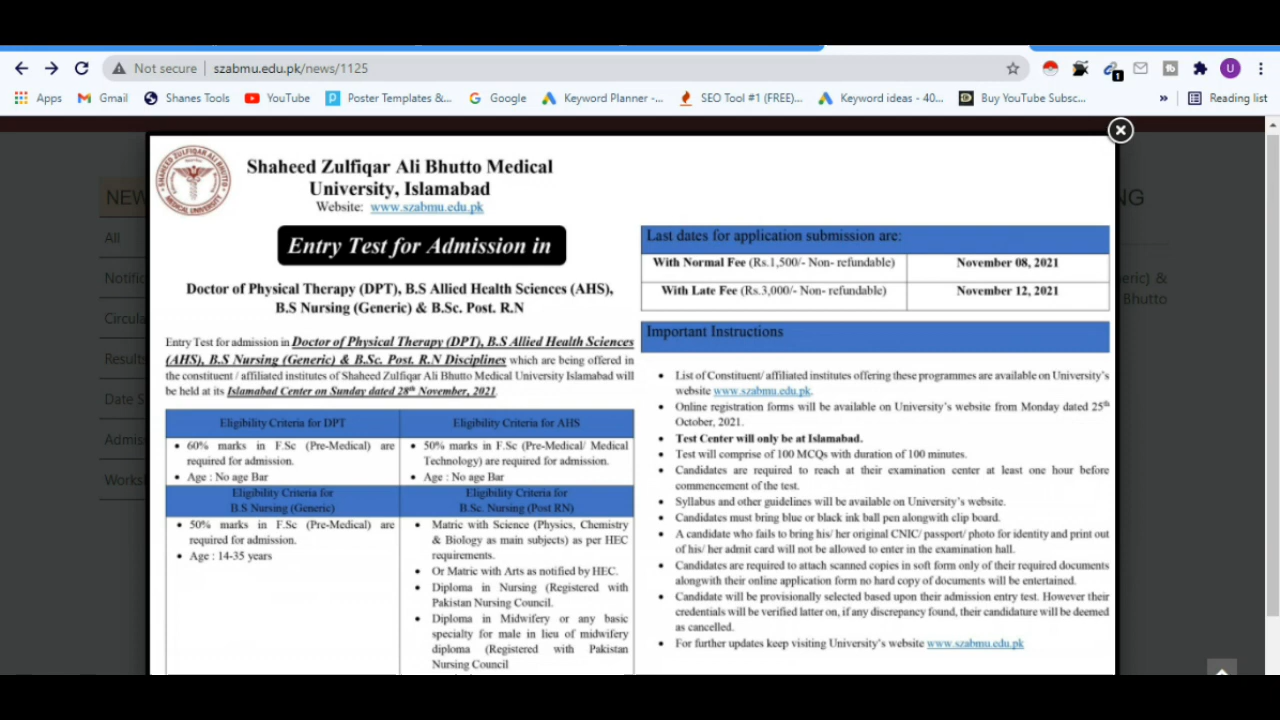 Not secure | szabmu.edu.pk/news/1125
1
U
Apps
Gmail
Shanes Tools
YouTube
Poster Templates &...
Google
Keyword Planner -...
SEO Tool #1 (FREE)...
Keyword ideas - 40...
Buy YouTube Subsc...
»
Reading list
NEW
All
Notific
Circula
Results
Date S
Admis
Works
NG
eric) &
Bhutto
SHAHEED ZULFIQAR ALI BHUTTO
MEDICAL UNIVERSITY
Shaheed Zulfiqar Ali Bhutto Medical
University, Islamabad
Website: www.szabmu.edu.pk
Entry Test for Admission in
Doctor of Physical Therapy (DPT), B.S Allied Health Sciences (AHS),
B.S Nursing (Generic) & B.Sc. Post. R.N
Entry Test for admission in Doctor of Physical Therapy (DPT), B.S Allied Health Sciences
(AHS), B.S Nursing (Generic) & B.Sc. Post. R.N Disciplines which are being offered in
the constituent / affiliated institutes of Shaheed Zulfiqar Ali Bhutto Medical University Islamabad will
be held at its Islamabad Center on Sunday dated 28th November, 2021.
Eligibility Criteria for DPT
• 60% marks in F.Sc (Pre-Medical) are
required for admission.
• Age : No age Bar
Eligibility Criteria for AHS
• 50% marks in F.Sc (Pre-Medical/ Medical
Technology) are required for admission.
• Age : No age Bar
Eligibility Criteria for
B.S Nursing (Generic)
• 50% marks in F.Sc (Pre-Medical) are
required for admission.
• Age : 14-35 years
Eligibility Criteria for
B.Sc. Nursing (Post RN)
• Matric with Science (Physics, Chemistry
& Biology as main subjects) as per HEC
requirements.
• Or Matric with Arts as notified by HEC.
• Diploma in Nursing (Registered with
Pakistan Nursing Council.
• Diploma in Midwifery or any basic
specialty for male in lieu of midwifery
diploma (Registered with Pakistan
Nursing Council
Last dates for application submission are:
With Normal Fee (Rs.1,500/- Non- refundable) November 08, 2021
With Late Fee (Rs.3,000/- Non- refundable) November 12, 2021
Important Instructions
• List of Constituent/ affiliated institutes offering these programmes are available on University's
website www.szabmu.edu.pk.
• Online registration forms will be available on University's website from Monday dated 25th
October, 2021.
• Test Center will only be at Islamabad.
• Test will comprise of 100 MCQs with duration of 100 minutes.
• Candidates are required to reach at their examination center at least one hour before
commencement of the test.
• Syllabus and other guidelines will be available on University's website.
• Candidates must bring blue or black ink ball pen alongwith clip board.
• A candidate who fails to bring his/ her original CNIC/ passport/ photo for identity and print out
of his/ her admit card will not be allowed to enter in the examination hall.
• Candidates are required to attach scanned copies in soft form only of their required documents
alongwith their online application form no hard copy of documents will be entertained.
• Candidate will be provisionally selected based upon their admission entry test. However their
credentials will be verified latter on, if any discrepancy found, their candidature will be deemed
as cancelled.
• For further updates keep visiting University's website www.szabmu.edu.pk